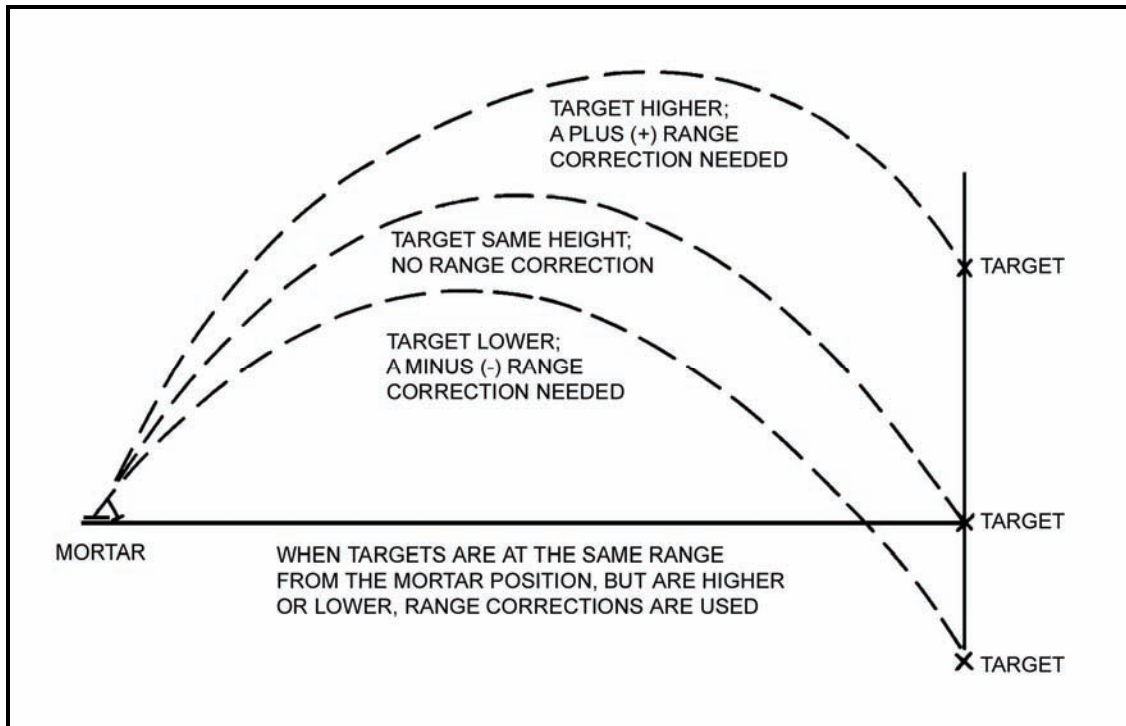 TARGET HIGHER;
A PLUS (+) RANGE
CORRECTION NEEDED
TARGET SAME HEIGHT;
NO RANGE CORRECTION
TARGET
TARGET LOWER;
A MINUS (-) RANGE
CORRECTION NEEDED
TARGET
MORTAR
WHEN TARGETS ARE AT THE SAME RANGE
FROM THE MORTAR POSITION, BUT ARE HIGHER
OR LOWER, RANGE CORRECTIONS ARE USED
TARGET